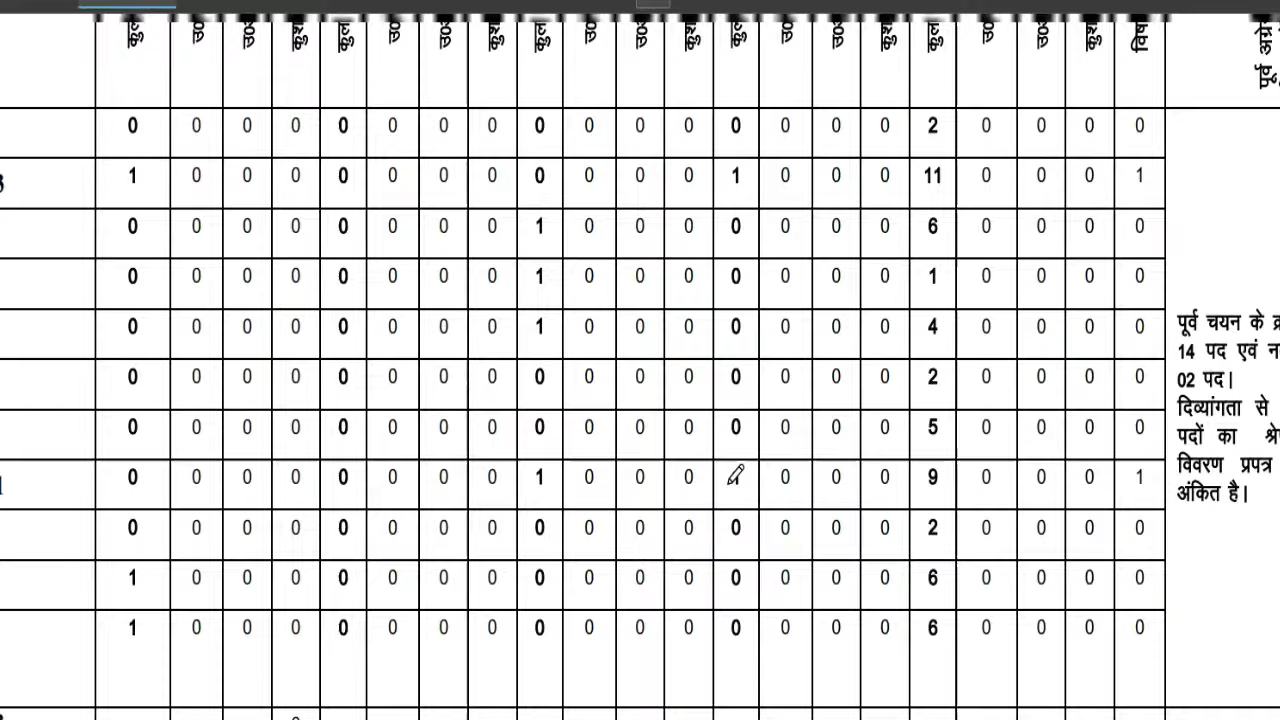 कुल उ0 उ0 कुश कुल उ0 उ0 कुश कुल उ0 उ0 कुश कुल उ0 उ0 कुश कुल उ0 उ0 कुश विष पूर्व अग्रे
0 0 0 0 0 0 0 0 0 0 0 0 0 0 0 0 2 0 0 0 0
1 0 0 0 0 0 0 0 0 0 0 0 1 0 0 0 11 0 0 0 1
0 0 0 0 0 0 0 0 1 0 0 0 0 0 0 0 6 0 0 0 0
0 0 0 0 0 0 0 0 1 0 0 0 0 0 0 0 1 0 0 0 0
0 0 0 0 0 0 0 0 1 0 0 0 0 0 0 0 4 0 0 0 0
0 0 0 0 0 0 0 0 0 0 0 0 0 0 0 0 2 0 0 0 0
0 0 0 0 0 0 0 0 0 0 0 0 0 0 0 0 5 0 0 0 0
0 0 0 0 0 0 0 0 1 0 0 0 0 0 0 9 0 0 0 1
0 0 0 0 0 0 0 0 0 0 0 0 0 0 0 0 2 0 0 0 0
1 0 0 0 0 0 0 0 0 0 0 0 0 0 0 0 6 0 0 0 0
1 0 0 0 0 0 0 0 0 0 0 0 0 0 0 0 6 0 0 0 0
पूर्व चयन के
14 पद एवं
02 पद।
दिव्यांगता से
पदों का
विवरण प्रपत्र
अंकित है।